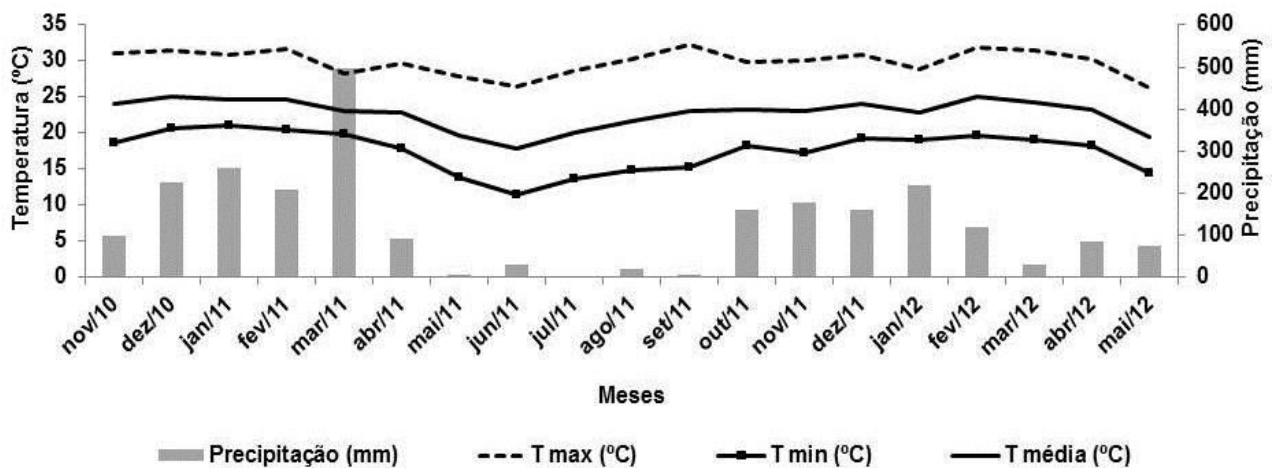 35
30
25
20
15
10
5
0
Temperatura (ºC)
600
500
400
300
200
100
0
Precipitação (mm)
nov/10
dez/10
jan/11
fev/11
mar/11
abr/11
mai/11
jun/11
jul/11
ago/11
set/11
out/11
nov/11
dez/11
jan/12
fev/12
mar/12
abr/12
mai/12
Meses
Precipitação (mm) T max (ºC) T min (ºC) T média (ºC)